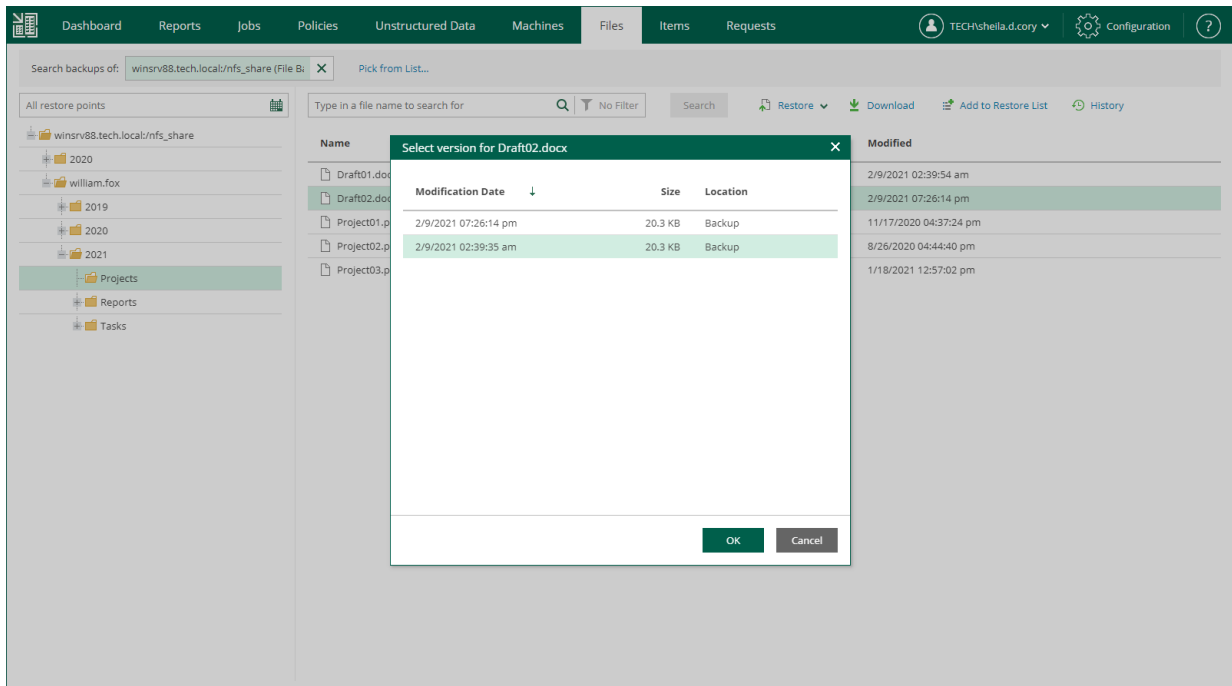 Dashboard Reports Jobs Policies Unstructured Data Machines Files Items Requests TECH\sheila.d.cory Configuration ?
Search backups of: winsrv88.tech.local:/nfs_share (File Ba Pick from List...
All restore points
Type in a file name to search for No Filter Search Restore Download Add to Restore List History
winsrv88.tech.local:/nfs_share
2020
william.fox
2019
2020
2021
Projects
Reports
Tasks
Name Modified
Draft01.doc 2/9/2021 02:39:54 am
Draft02.doc 2/9/2021 07:26:14 pm
Project01.p 11/17/2020 04:37:24 pm
Project02.p 8/26/2020 04:44:40 pm
Project03.p 1/18/2021 12:57:02 pm
Select version for Draft02.docx
Modification Date Size Location
2/9/2021 07:26:14 pm 20.3 KB Backup
2/9/2021 02:39:35 am 20.3 KB Backup
OK Cancel